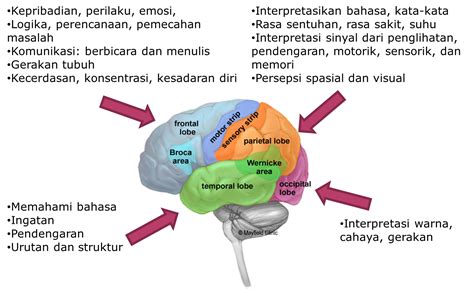 •Kepribadian, perilaku, emosi,
•Logika, perencanaan, pemecahan
masalah
•Komunikasi: berbicara dan menulis
•Gerakan tubuh
•Kecerdasan, konsentrasi, kesadaran diri
•Interpretasikan bahasa, kata-kata
•Rasa sentuhan, rasa sakit, suhu
•Interpretasi sinyal dari penglihatan,
pendengaran, motorik, sensorik, dan
memori
•Persepsi spasial dan visual
frontal
lobe
motor strip
sensory strip
parietal lobe
Broca
area
Wernicke
area
temporal lobe
occipital
lobe
© Mayfield Clinic
•Memahami bahasa
•Ingatan
•Pendengaran
•Urutan dan struktur
•Interpretasi warna,
cahaya, gerakan